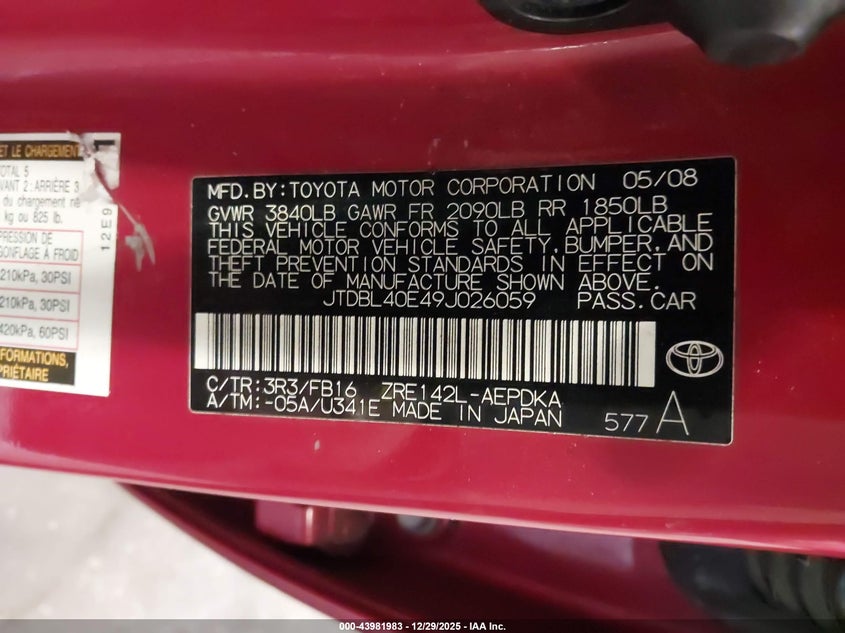 ET LE CHARGEMENT
TOTAL 5
AVANT 2: ARRIÈRE 3
du chargement ne
kg ou 825 lb.
PRESSION DE
GONFLAGE À FROID
210kPa, 30PSI
210kPa, 30PSI
420kPa, 60PSI
INFORMATIONS,
12E9
1
MFD.BY:TOYOTA MOTOR CORPORATION 05/08
GVWR 3840LB GAWR FR 2090LB RR 1850LB
THIS VEHICLE CONFORMS TO ALL APPLICABLE
FEDERAL MOTOR VEHICLE SAFETY, BUMPER, AND
THEFT PREVENTION STANDARDS IN EFFECT ON
THE DATE OF MANUFACTURE SHOWN ABOVE.
JTDBL40E49J026059 PASS.CAR
C/TR:3R3/FB16 ZRE142L-AEPDKA
A/TM:-05A/U341E MADE IN JAPAN
577 A
000-43981983 / 12/29/2025 - IAA Inc.